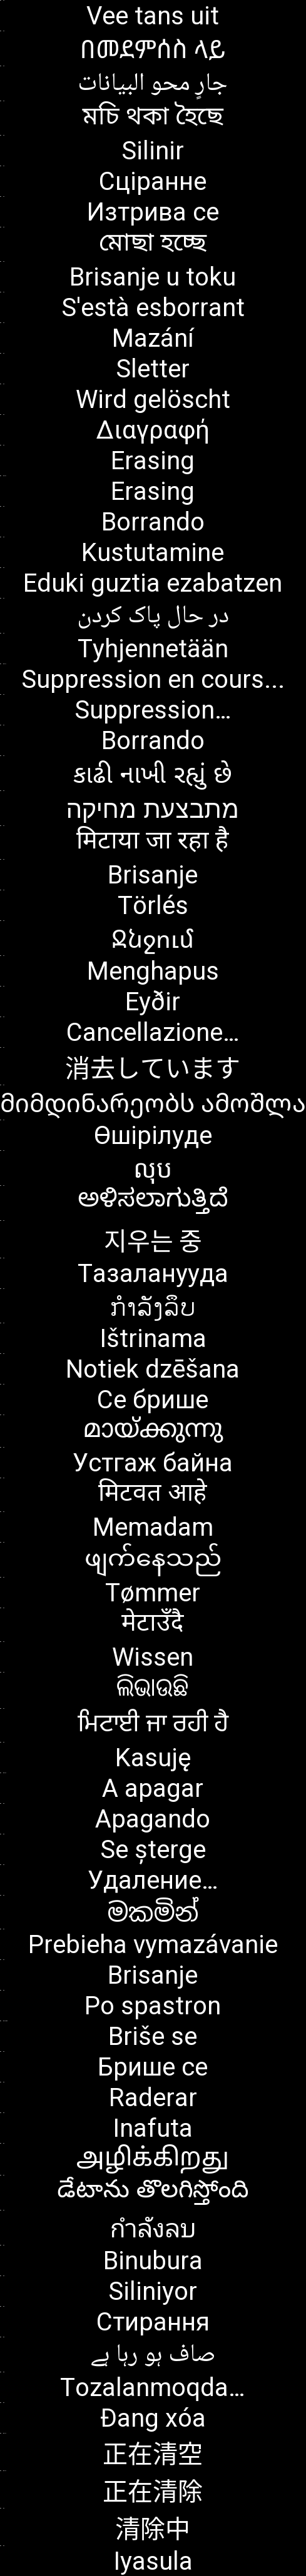 Vee tans uit
በመደምሰስ ላይ
جارٍ محو البيانات
মচি থকা হৈছে
Silinir
Сціранне
Изтрива се
মোছা হচ্ছে
Brisanje u toku
S'està esborrant
Mazání
Sletter
Wird gelöscht
Διαγραφή
Erasing
Erasing
Borrando
Kustutamine
Eduki guztia ezabatzen
در حال پاک کردن
Tyhjennetään
Suppression en cours...
Suppression…
Borrando
કાઢી નાખી રહ્યું છે
מתבצעת מחיקה
मिटाया जा रहा है
Brisanje
Törlés
Ջնջում
Menghapus
Eyðir
Cancellazione…
消去しています
მიმდინარეობს ამოშლა
Өшірілуде
លុប
ಅಳಿಸಲಾಗುತ್ತಿದೆ
지우는 중
Тазаланууда
ກຳລັງລຶບ
Ištrinama
Notiek dzēšana
Се брише
മായ്ക്കുന്നു
Устгаж байна
मिटवत आहे
Memadam
ဖျက်နေသည်
Tømmer
मेटाउँदै
Wissen
ଲିଭାଉଛି
ਮਿਟਾਈ ਜਾ ਰਹੀ ਹੈ
Kasuję
A apagar
Apagando
Se șterge
Удаление…
මකමින්
Prebieha vymazávanie
Brisanje
Po spastron
Briše se
Брише се
Raderar
Inafuta
அழிக்கிறது
డేటాను తొలగిస్తోంది
กำลังลบ
Binubura
Siliniyor
Стирання
صاف ہو رہا ہے
Tozalanmoqda…
Đang xóa
正在清空
正在清除
清除中
Iyasula